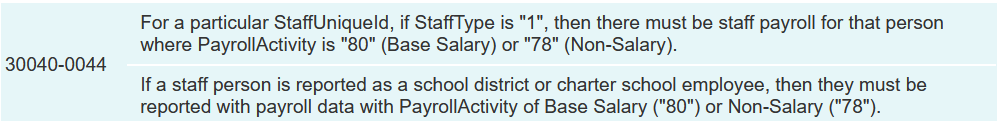 For a particular StaffUniqueId, if StaffType is "1", then there must be staff payroll for that person
where PayrollActivity is "80" (Base Salary) or "78" (Non-Salary).
30040-0044
If a staff person is reported as a school district or charter school employee, then they must be
reported with payroll data with PayrollActivity of Base Salary ("80") or Non-Salary ("78").